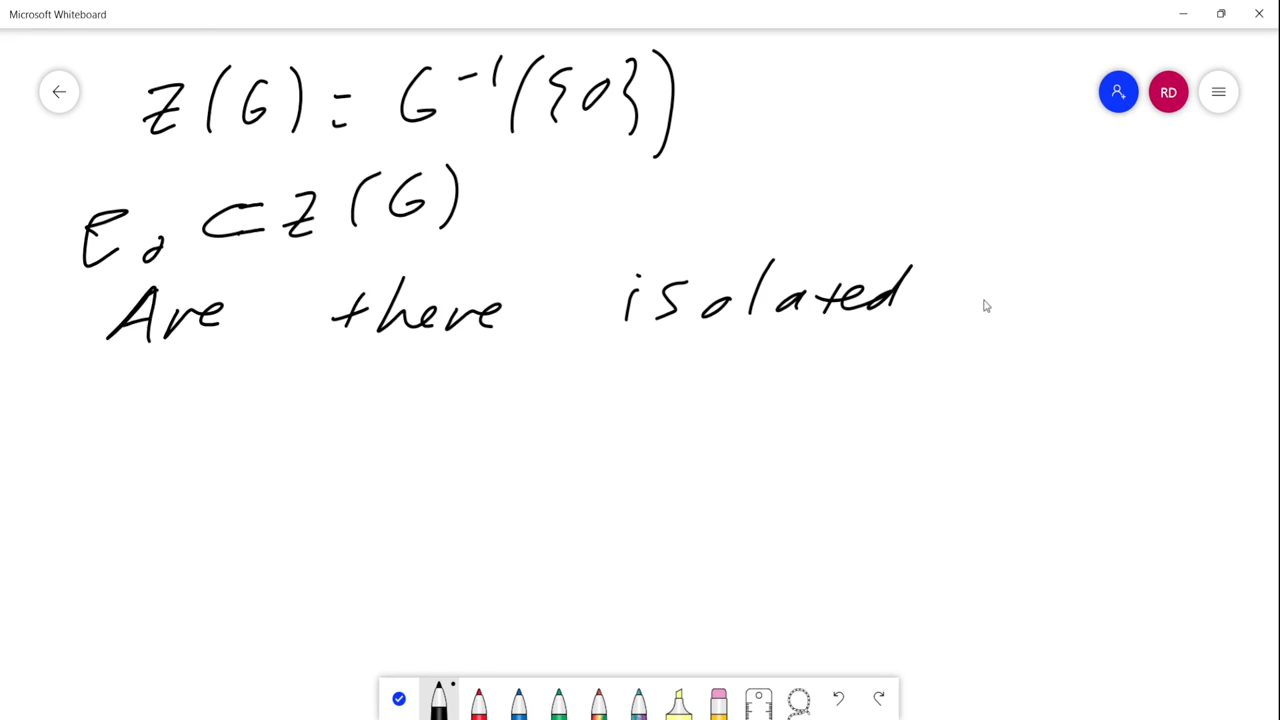 Microsoft Whiteboard
RD
Z(G) = G⁻¹({0})
E₀ ⊂ Z(G)
Are there isolated